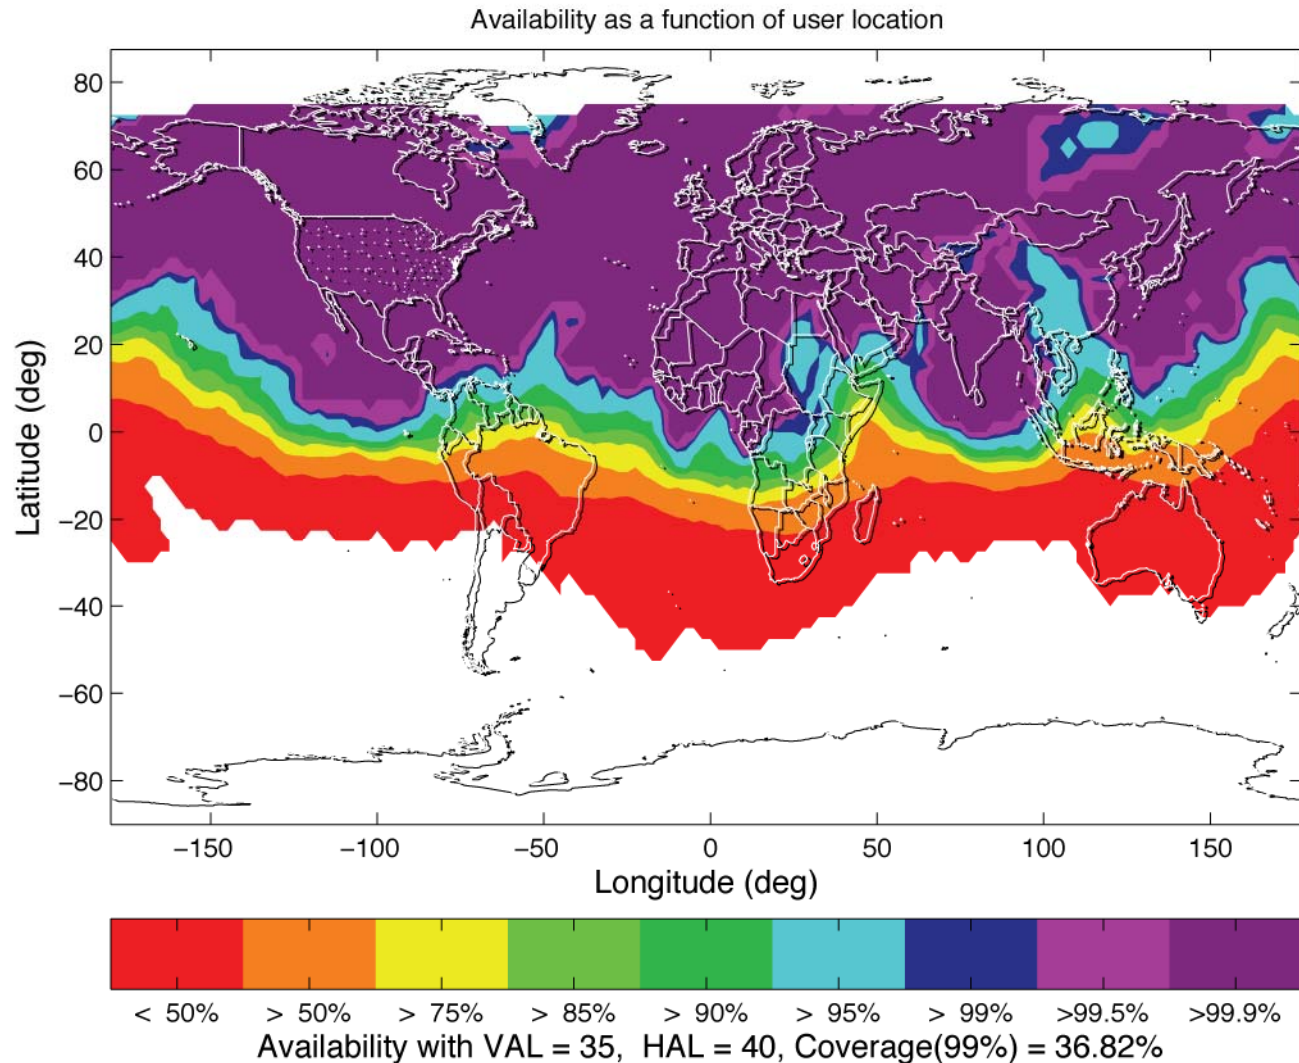 Availability as a function of user location
80
60
40
20
0
−20
−40
−60
−80
Latitude (deg)
−150 −100 −50 0 50 100 150
Longitude (deg)
< 50% > 50% > 75% > 85% > 90% > 95% > 99% >99.5% >99.9%
Availability with VAL = 35, HAL = 40, Coverage(99%) = 36.82%